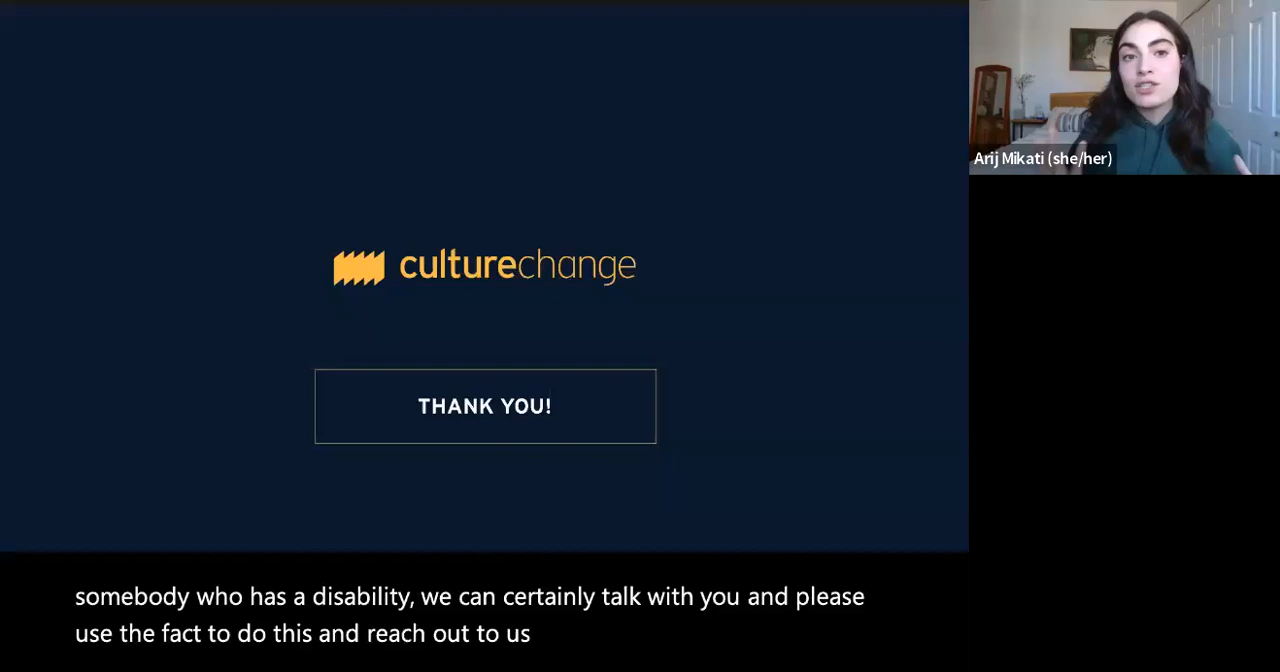 Arij Mikati (she/her)
culturechange
THANK YOU!
somebody who has a disability, we can certainly talk with you and please
use the fact to do this and reach out to us